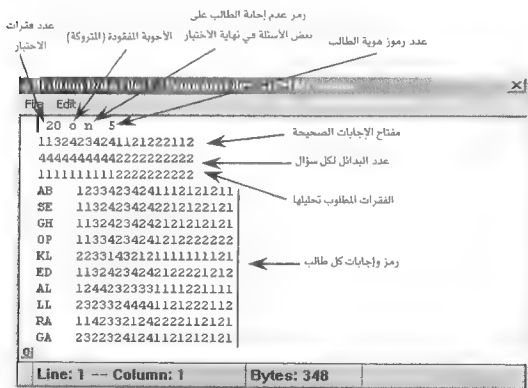 رمز عدم إجابة الطالب على
بعض الأسئلة في نهاية الاختبار
عدد فقرات
الاختبار
الأجوبة المفقودة (المتروكة)
عدد رموز هوية الطالب
File Edit
20 o n 5
11324234241121222112
44444444442222222222
11111111112222222222
AB 12334234241112121211
SE 11324234242212122121
GH 11324234242121212121
OP 11334234241212222222
KL 22331432121111111121
ED 11324234242122221212
AL 12442323331111221111
LL 23233244441121222112
RA 11423321242222112121
GA 23223241241121212121
مفتاح الإجابات الصحيحة
عدد البدائل لكل سؤال
الفقرات المطلوب تحليلها
رمز وإجابات كل طالب
Line: 1 -- Column: 1 Bytes: 348